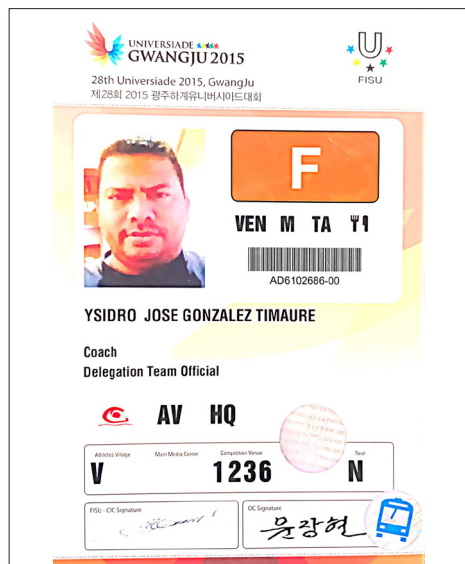 UNIVERSIADE
GWANGJU 2015
28th Universiade 2015, GwangJu
제28회 2015 광주하계유니버시아드대회
U
FISU
F
VEN M TA
AD6102686-00
YSIDRO JOSE GONZALEZ TIMAURE
Coach
Delegation Team Official
AV HQ
Athletes Village Main Media Center Competition Venue Seat
V 1236 N
FISU - CIC Signature OC Signature
윤장현